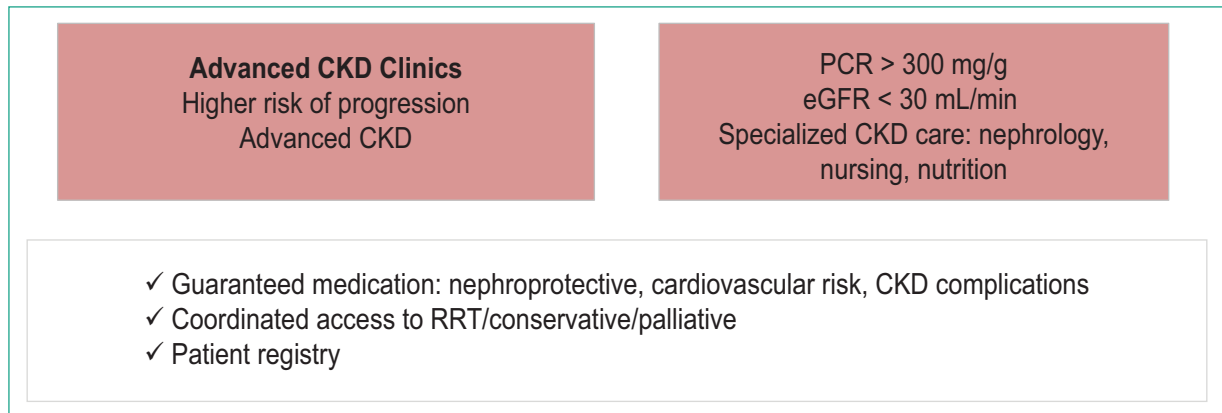 Advanced CKD Clinics
Higher risk of progression
Advanced CKD
PCR > 300 mg/g
eGFR < 30 mL/min
Specialized CKD care: nephrology,
nursing, nutrition
✓ Guaranteed medication: nephroprotective, cardiovascular risk, CKD complications
✓ Coordinated access to RRT/conservative/palliative
✓ Patient registry